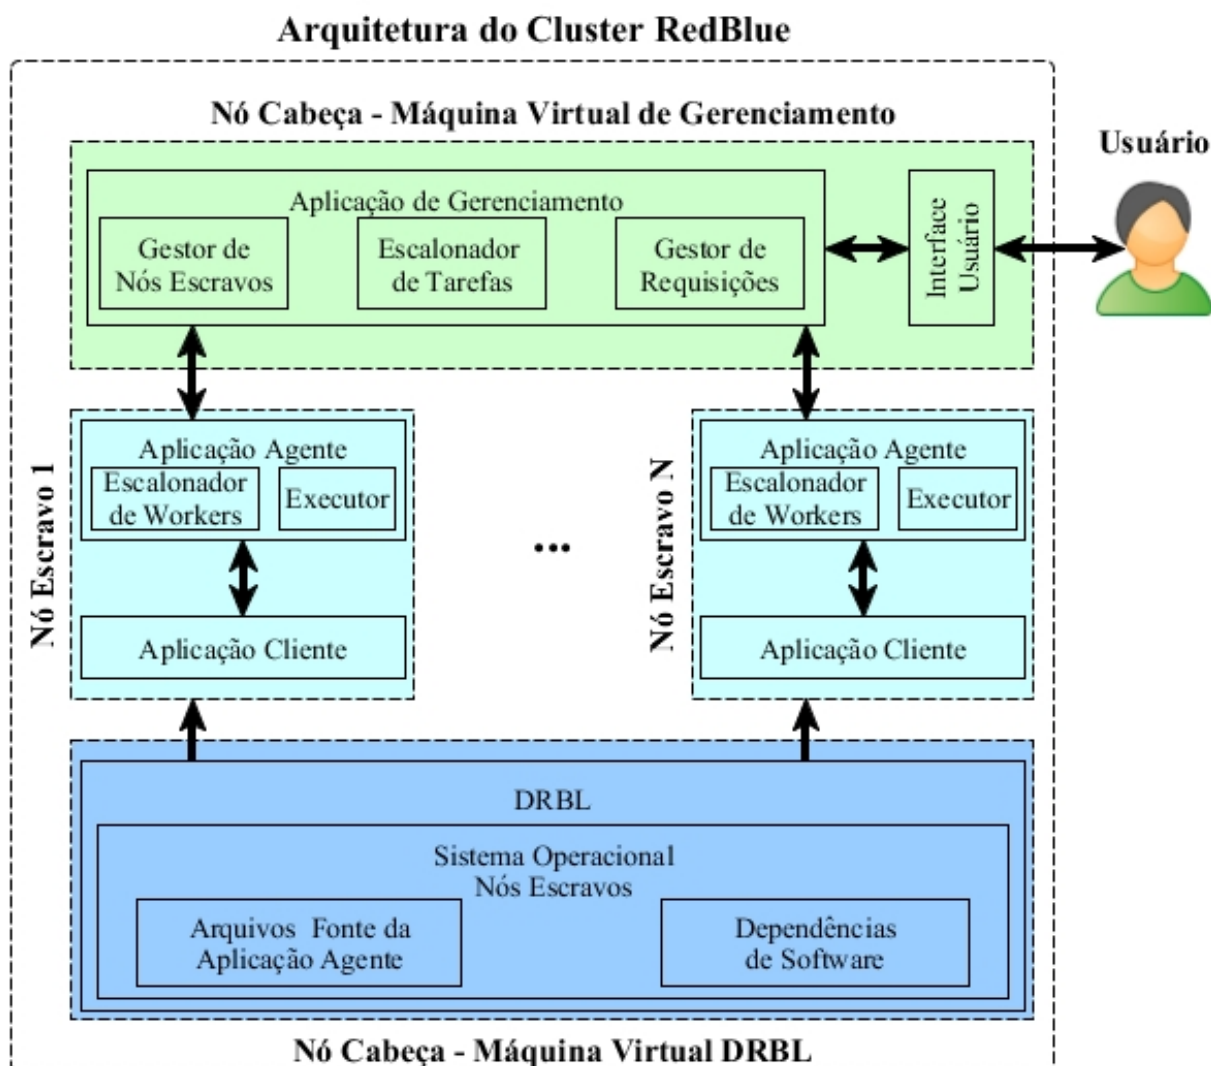 Arquitetura do Cluster RedBlue
Nó Cabeça - Máquina Virtual de Gerenciamento
Usuário
Aplicação de Gerenciamento
Gestor de
Nós Escravos
Escalonador
de Tarefas
Gestor de
Requisições
Interface
Usuário
Nó Escravo 1
Aplicação Agente
Escalonador
de Workers
Executor
Aplicação Cliente
...
Nó Escravo N
Aplicação Agente
Escalonador
de Workers
Executor
Aplicação Cliente
DRBL
Sistema Operacional
Nós Escravos
Arquivos Fonte da
Aplicação Agente
Dependências
de Software
Nó Cabeça - Máquina Virtual DRBL